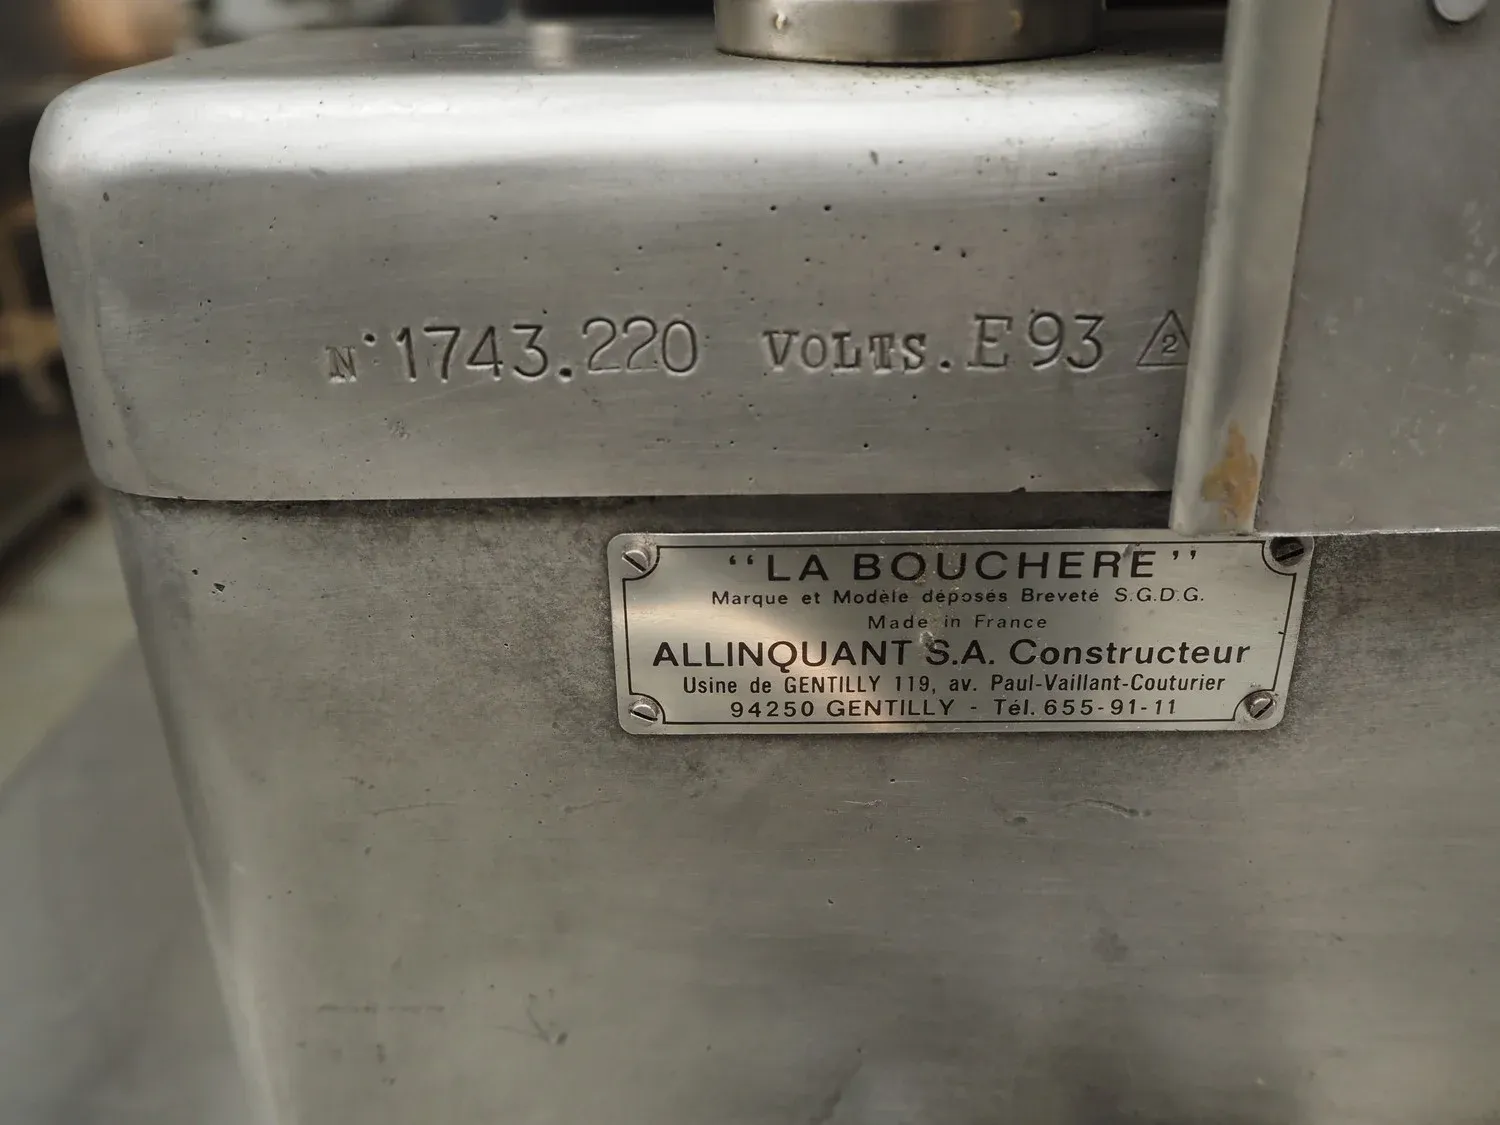 N° 1743.220 VOLTS.E93 2
"LA BOUCHERE"
Marque et Modèle déposés Breveté S.G.D.G.
Made in France
ALLINQUANT S.A. Constructeur
Usine de GENTILLY 119, av. Paul-Vaillant-Couturier
94250 GENTILLY - Tél. 655-91-11